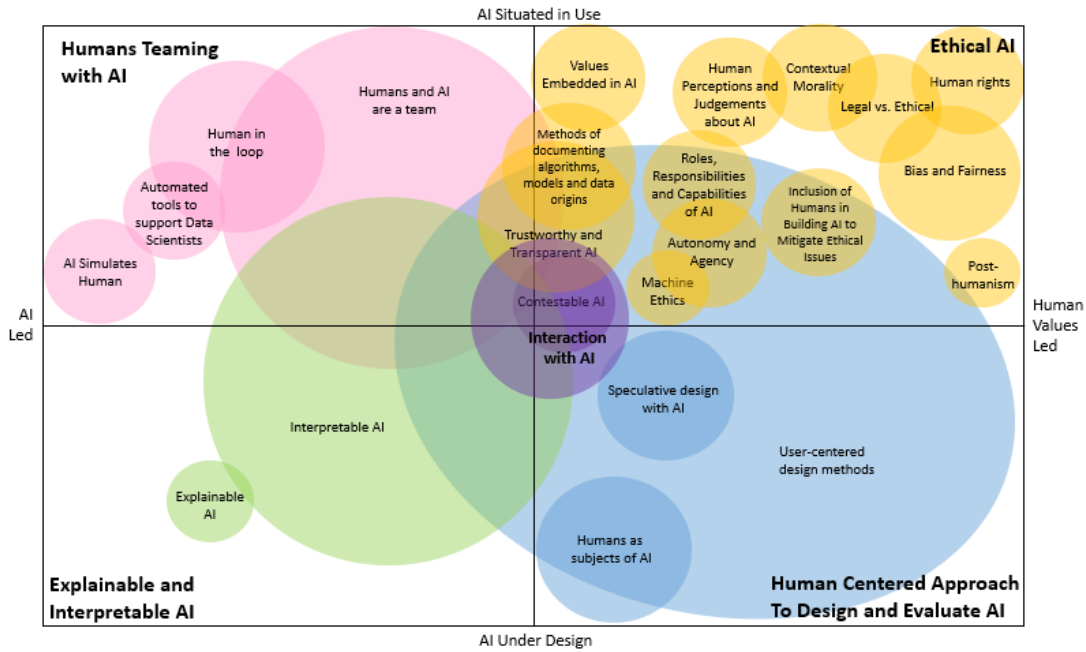 AI Situated in Use
Humans Teaming
with AI
Ethical AI
Humans and AI
are a team
Human in
the loop
Automated
tools to
support Data
Scientists
AI Simulates
Human
Values
Embedded in AI
Human
Perceptions and
Judgements
about AI
Contextual
Morality
Legal vs. Ethical
Human rights
Bias and Fairness
Methods of
documenting
algorithms,
models and data
origins
Roles,
Responsibilities
and Capabilities
of AI
Inclusion of
Humans in
Building AI to
Mitigate Ethical
Issues
Trustworthy and
Transparent AI
Autonomy and
Agency
Machine
Ethics
Post-
humanism
Contestable AI
AI
Led
Human
Values
Led
Interaction
with AI
Speculative design
with AI
Interpretable AI
User-centered
design methods
Explainable
AI
Humans as
subjects of AI
Explainable and
Interpretable AI
Human Centered Approach
To Design and Evaluate AI
AI Under Design